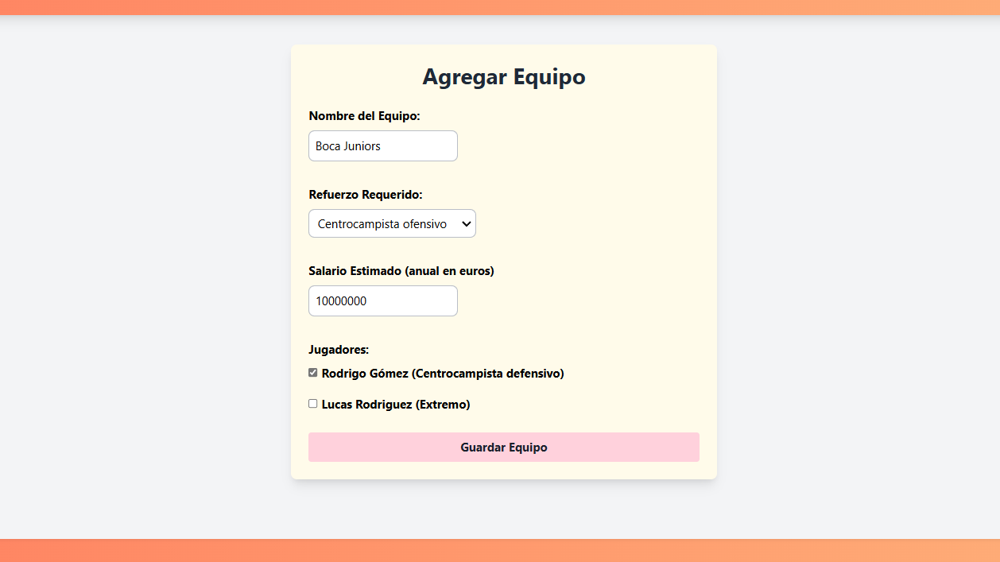 Agregar Equipo
Nombre del Equipo:
Boca Juniors
Refuerzo Requerido:
Centrocampista ofensivo
Salario Estimado (anual en euros)
10000000
Jugadores:
Rodrigo Gómez (Centrocampista defensivo)
Lucas Rodriguez (Extremo)
Guardar Equipo